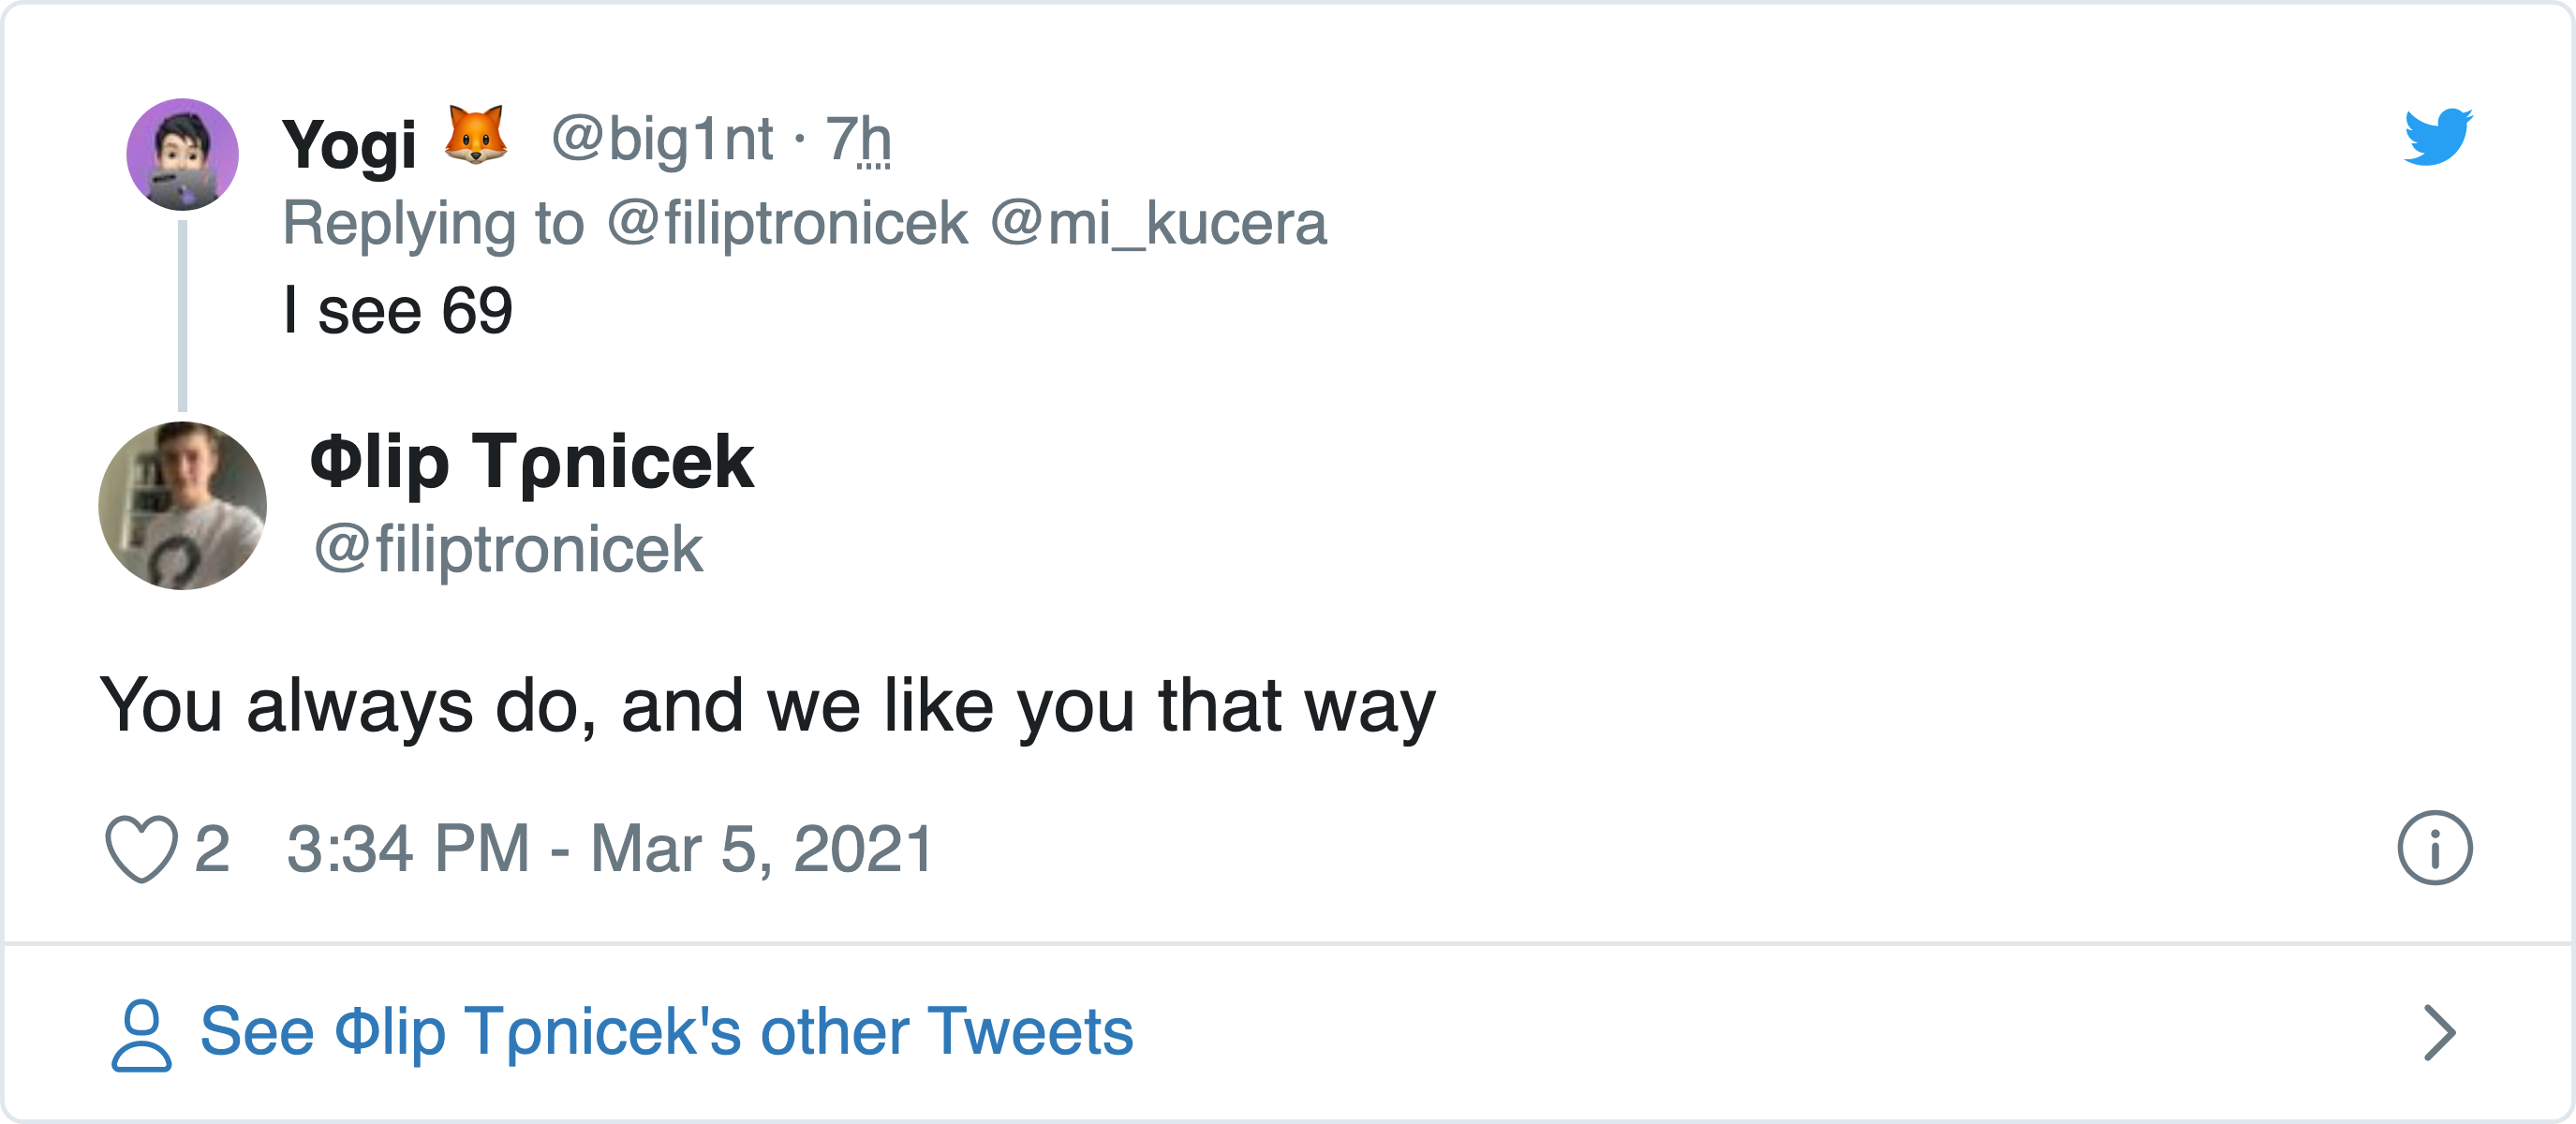 Yogi 🦊 @big1nt · 7h
Replying to @filiptronicek @mi_kucera
I see 69
Φlip Tρnicek
@filiptronicek
You always do, and we like you that way
2 3:34 PM - Mar 5, 2021
See Φlip Tρnicek's other Tweets